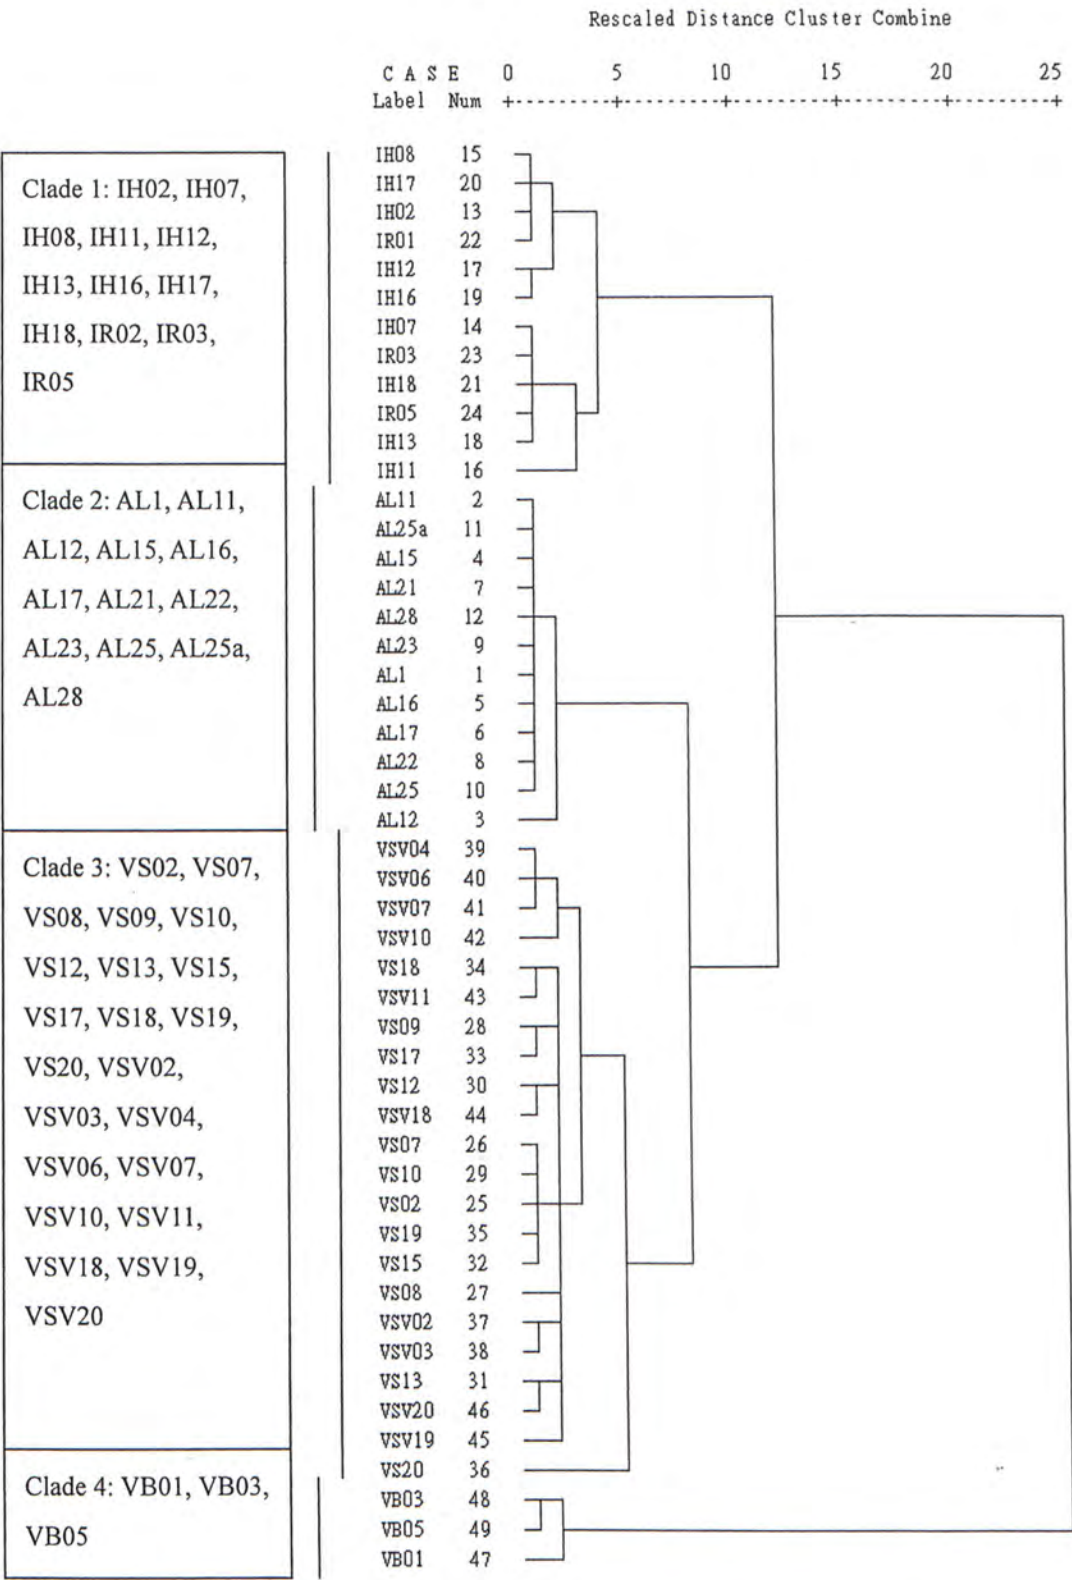 Rescaled Distance Cluster Combine
C A S E 0 5 10 15 20 25
Label Num +---------+---------+---------+---------+---------+
Clade 1: IH02, IH07,
IH08, IH11, IH12,
IH13, IH16, IH17,
IH18, IR02, IR03,
IR05
Clade 2: AL1, AL11,
AL12, AL15, AL16,
AL17, AL21, AL22,
AL23, AL25, AL25a,
AL28
Clade 3: VS02, VS07,
VS08, VS09, VS10,
VS12, VS13, VS15,
VS17, VS18, VS19,
VS20, VSV02,
VSV03, VSV04,
VSV06, VSV07,
VSV10, VSV11,
VSV18, VSV19,
VSV20
Clade 4: VB01, VB03,
VB05
IH08 15
IH17 20
IH02 13
IR01 22
IH12 17
IH16 19
IH07 14
IR03 23
IH18 21
IR05 24
IH13 18
IH11 16
AL11 2
AL25a 11
AL15 4
AL21 7
AL28 12
AL23 9
AL1 1
AL16 5
AL17 6
AL22 8
AL25 10
AL12 3
VSV04 39
VSV06 40
VSV07 41
VSV10 42
VS18 34
VSV11 43
VS09 28
VS17 33
VS12 30
VSV18 44
VS07 26
VS10 29
VS02 25
VS19 35
VS15 32
VS08 27
VSV02 37
VSV03 38
VS13 31
VSV20 46
VSV19 45
VS20 36
VB03 48
VB05 49
VB01 47